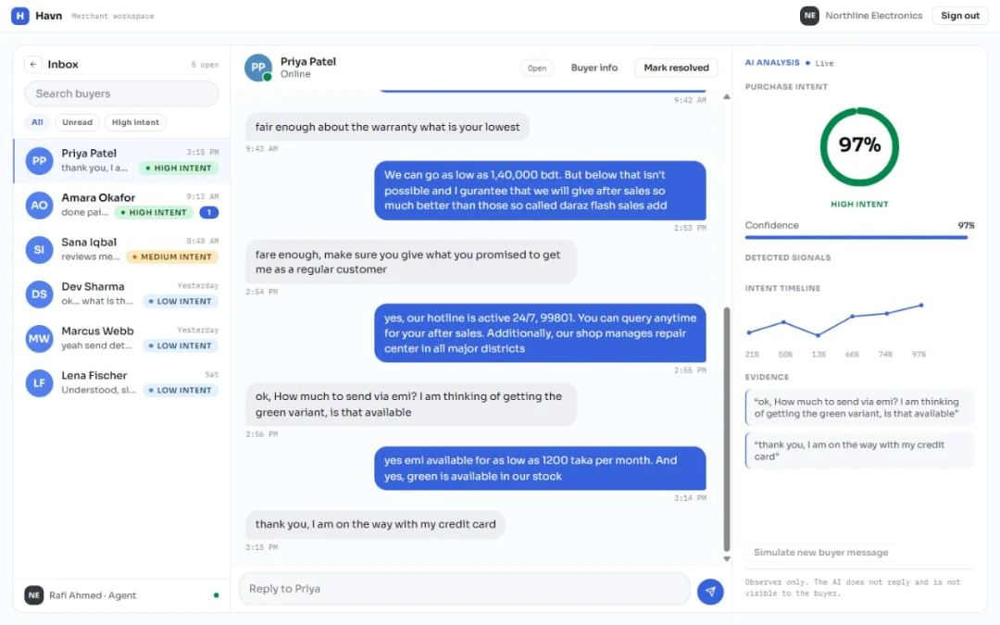 H Havn Merchant workspace
NE Northline Electronics Sign out
← Inbox 5 open
Search buyers
All Unread High intent
PP Priya Patel 3:15 PM
thank you, I a... HIGH INTENT
AO Amara Okafor 9:13 AM
done pai... HIGH INTENT 1
SI Sana Iqbal 8:48 AM
reviews me... MEDIUM INTENT
DS Dev Sharma Yesterday
ok... what is th... LOW INTENT
MW Marcus Webb Yesterday
yeah send det... LOW INTENT
LF Lena Fischer Sat
Understood, si... LOW INTENT
NE Rafi Ahmed · Agent
PP Priya Patel
Online
Open Buyer info Mark resolved
9:42 AM
fair enough about the warranty what is your lowest
9:43 AM
We can go as low as 1,40,000 bdt. But below that isn't
possible and I gurantee that we will give after sales so
much better than those so called daraz flash sales add
2:53 PM
fare enough, make sure you give what you promised to get
me as a regular customer
2:54 PM
yes, our hotline is active 24/7, 99801. You can query anytime
for your after sales. Additionally, our shop manages repair
center in all major districts
2:55 PM
ok, How much to send via emi? I am thinking of getting the
green variant, is that available
2:56 PM
yes emi available for as low as 1200 taka per month. And
yes, green is available in our stock
3:14 PM
thank you, I am on the way with my credit card
3:15 PM
Reply to Priya
AI ANALYSIS Live
PURCHASE INTENT
97%
HIGH INTENT
Confidence 97%
DETECTED SIGNALS
INTENT TIMELINE
21% 50% 13% 66% 74% 97%
EVIDENCE
“ok, How much to send via emi? I am thinking
of getting the green variant, is that available”
“thank you, I am on the way with my credit
card”
Simulate new buyer message
Observer only. The AI does not reply and is not
visible to the buyer.